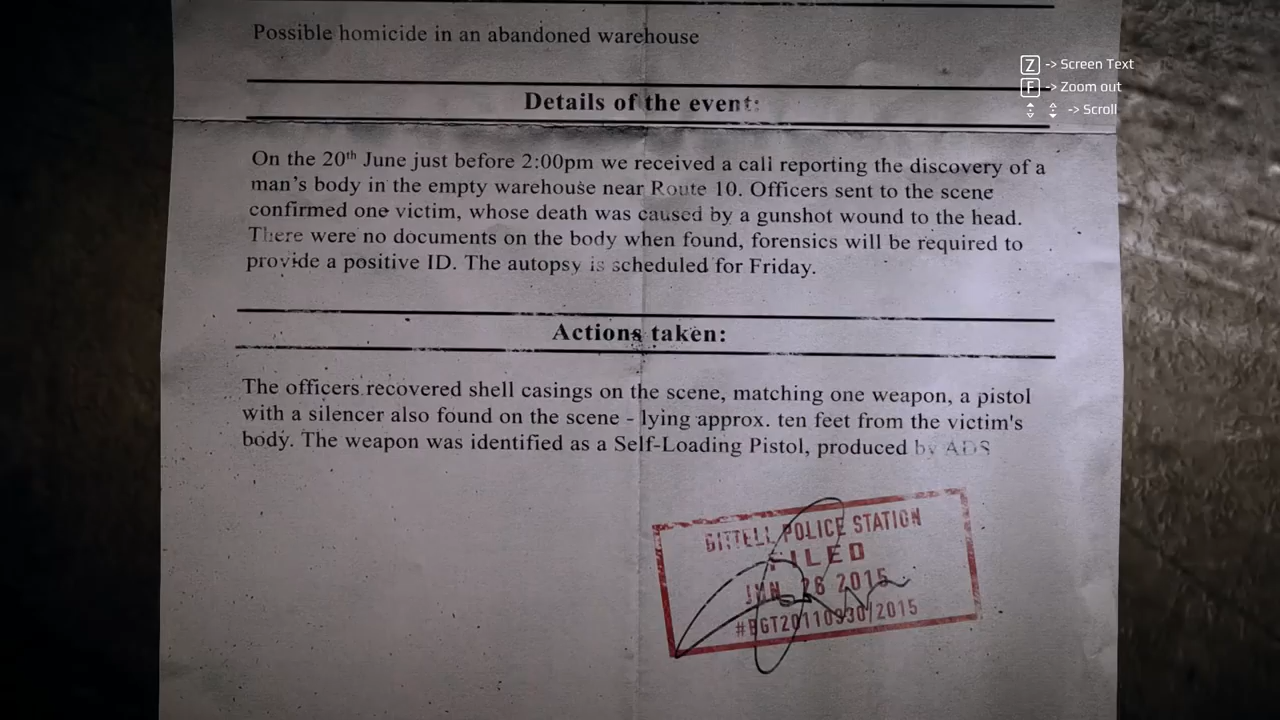 Possible homicide in an abandoned warehouse
Z -> Screen Text
Details of the event:
F -> Zoom out
-> Scroll
On the 20th June just before 2:00pm we received a call reporting the discovery of a
man's body in the empty warehouse near Route 10. Officers sent to the scene
confirmed one victim, whose death was caused by a gunshot wound to the head.
There were no documents on the body when found, forensics will be required to
provide a positive ID. The autopsy is scheduled for Friday.
Actions taken:
The officers recovered shell casings on the scene, matching one weapon, a pistol
with a silencer also found on the scene - lying approx. ten feet from the victim's
body. The weapon was identified as a Self-Loading Pistol, produced by ADS
POLICE STATION
FILED
26 2015